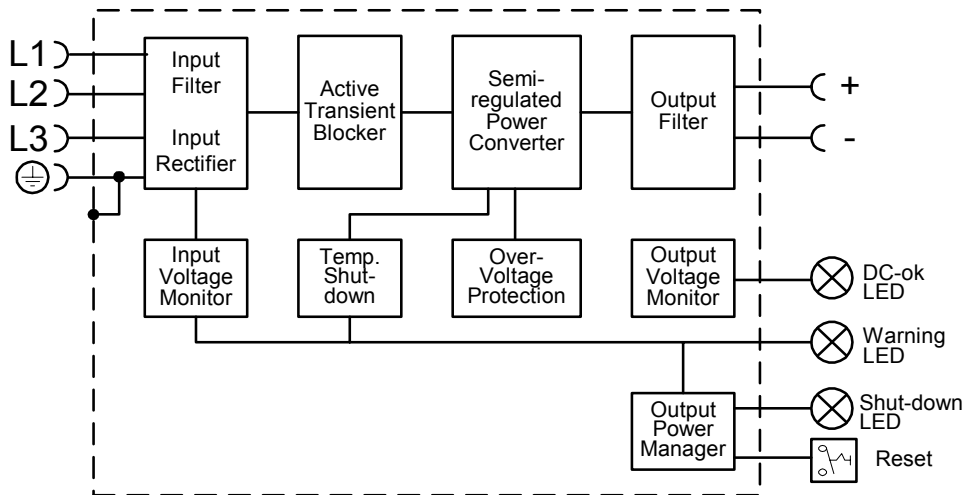 L1
L2
L3
Input
Filter
Input
Rectifier
Active
Transient
Blocker
Semi-
regulated
Power
Converter
Output
Filter
+
-
Input
Voltage
Monitor
Temp.
Shut-
down
Over-
Voltage
Protection
Output
Voltage
Monitor
DC-ok
LED
Warning
LED
Output
Power
Manager
Shut-down
LED
Reset